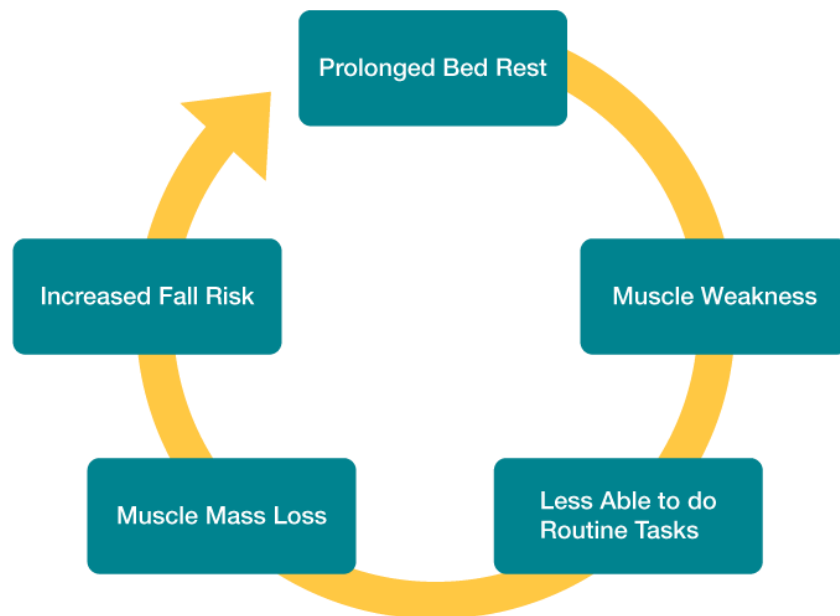 Prolonged Bed Rest
Muscle Weakness
Less Able to do
Routine Tasks
Muscle Mass Loss
Increased Fall Risk